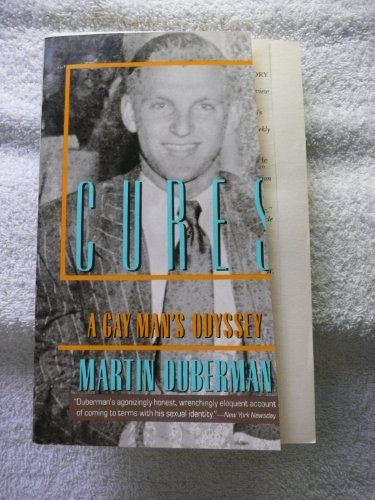 CURES
A GAY MAN'S ODYSSEY
MARTIN DUBERMAN
"Duberman's agonizingly honest, wrenchingly eloquent account
of coming to terms with his sexual identity."—New York Newsday